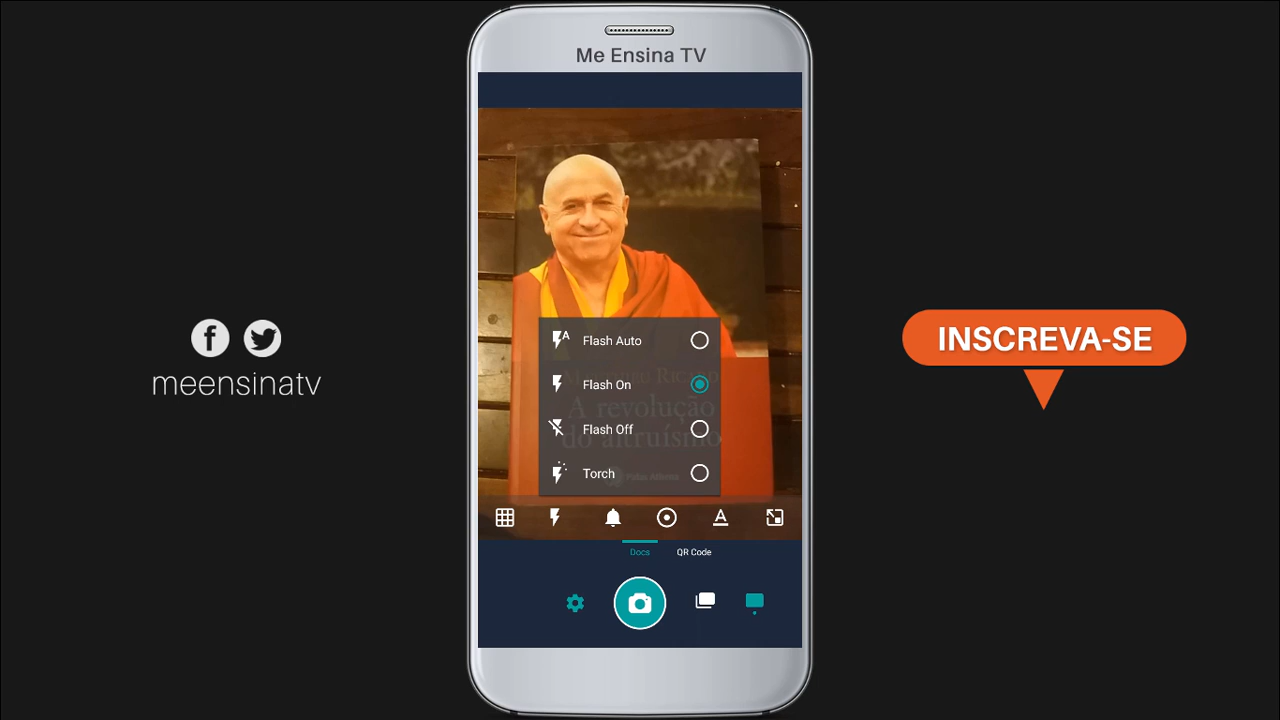 Me Ensina TV
Flash Auto
Flash On
Flash Off
Torch
A revolução
do altruísmo
Docs
QR Code
meensinatv
INSCREVA-SE